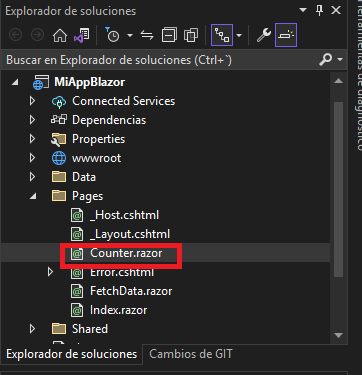 Explorador de soluciones
Buscar en Explorador de soluciones (Ctrl+`)
MiAppBlazor
Connected Services
Dependencias
Properties
wwwroot
Data
Pages
_Host.cshtml
_Layout.cshtml
Counter.razor
Error.cshtml
FetchData.razor
Index.razor
Shared
Explorador de soluciones
Cambios de GIT
rramientas de diagnóstico